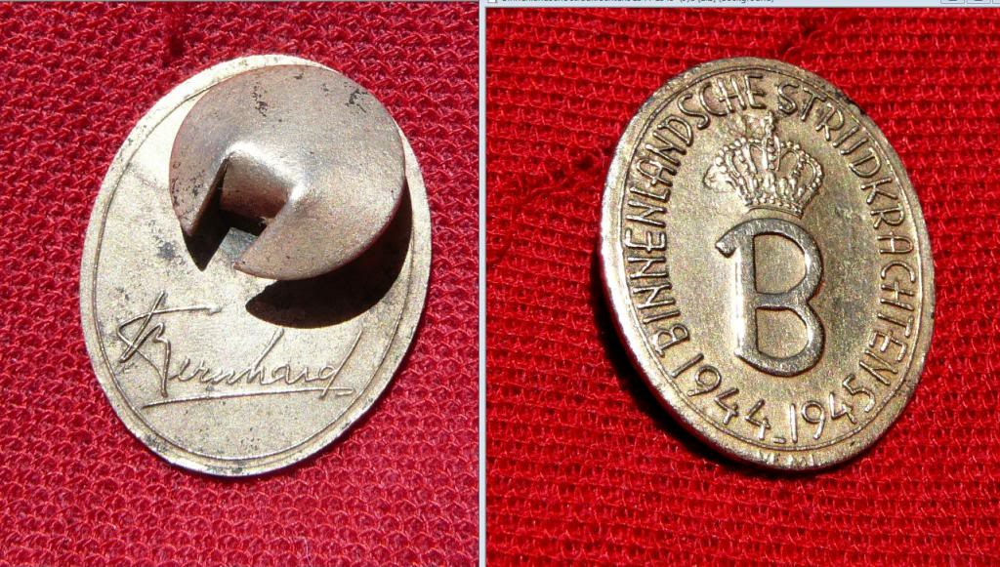 Bernhard
BINNENLANDSCHE STRIJDKRACHTEN
B
1944-1945